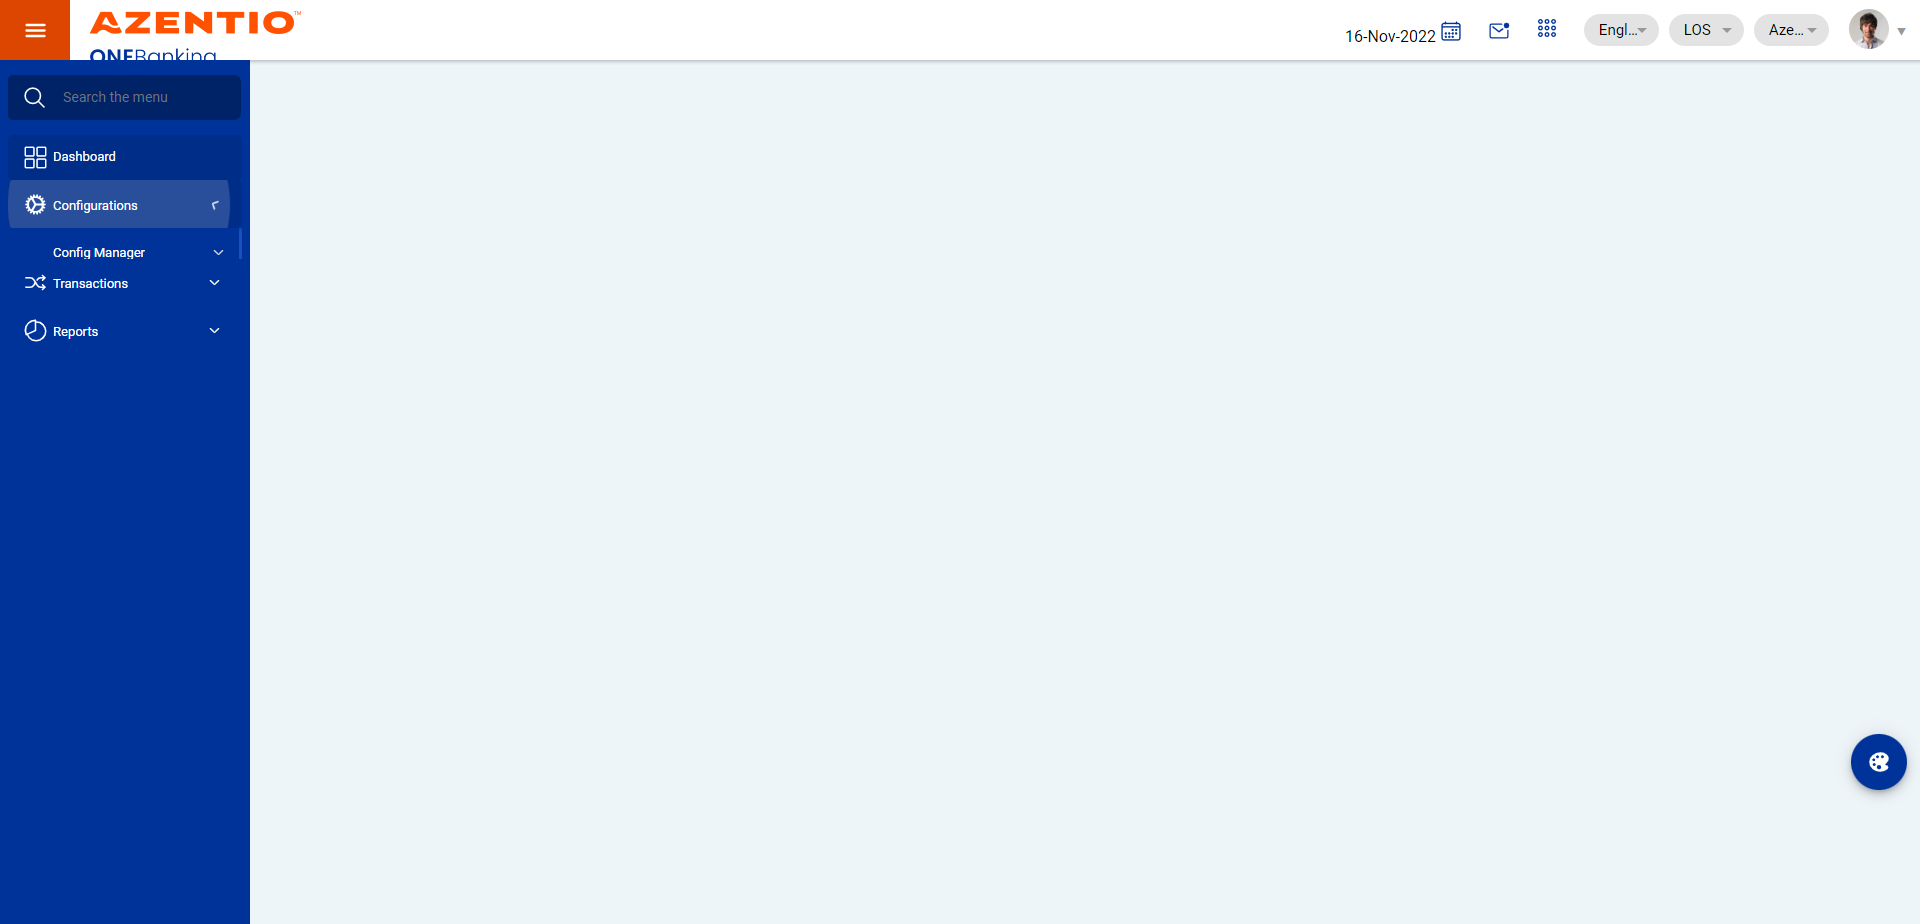 AZENTIO™
ONEBanking
16-Nov-2022
Engl...
LOS
Aze...
Search the menu
Dashboard
Configurations
Config Manager
Transactions
Reports